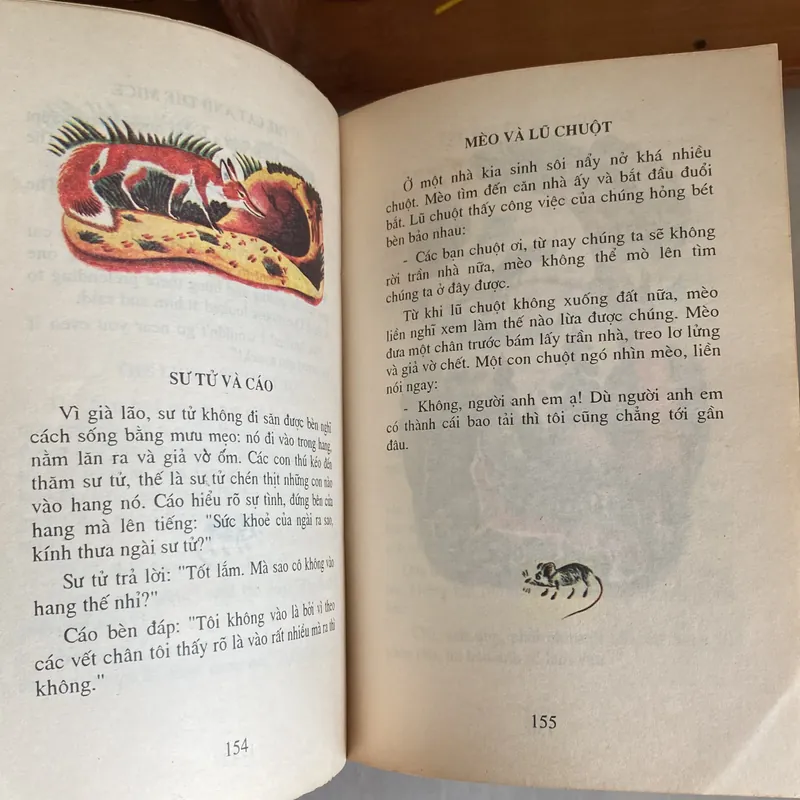 SƯ TỬ VÀ CÁO
Vì già lão, sư tử không đi săn được bèn nghĩ
cách sống bằng mưu mẹo: nó đi vào trong hang,
nằm lăn ra và giả vờ ốm. Các con thú kéo đến
thăm sư tử, thế là sư tử chén thịt những con nào
vào hang nó. Cáo hiểu rõ sự tình, đứng bên cửa
hang mà lên tiếng: "Sức khoẻ của ngài ra sao,
kính thưa ngài sư tử?"
Sư tử trả lời: "Tốt lắm. Mà sao cô không vào
hang thế nhỉ?"
Cáo bèn đáp: "Tôi không vào là bởi vì theo
các vết chân tôi thấy rõ là vào rất nhiều mà ra thì
không."
154
MÈO VÀ LŨ CHUỘT
Ở một nhà kia sinh sôi nẩy nở khá nhiều
chuột. Mèo tìm đến căn nhà ấy và bắt đầu đuổi
bắt. Lũ chuột thấy công việc của chúng hỏng bét
bèn bảo nhau:
- Các bạn chuột ơi, từ nay chúng ta sẽ không
rời trần nhà nữa, mèo không thể mò lên tìm
chúng ta ở đây được.
Từ khi lũ chuột không xuống đất nữa, mèo
liền nghĩ xem làm thế nào lừa được chúng. Mèo
đưa một chân trước bám lấy trần nhà, treo lơ lửng
và giả vờ chết. Một con chuột ngó nhìn mèo, liền
nói ngay:
- Không, người anh em ạ! Dù người anh em
có thành cái bao tải thì tôi cũng chẳng tới gần
đâu.
155